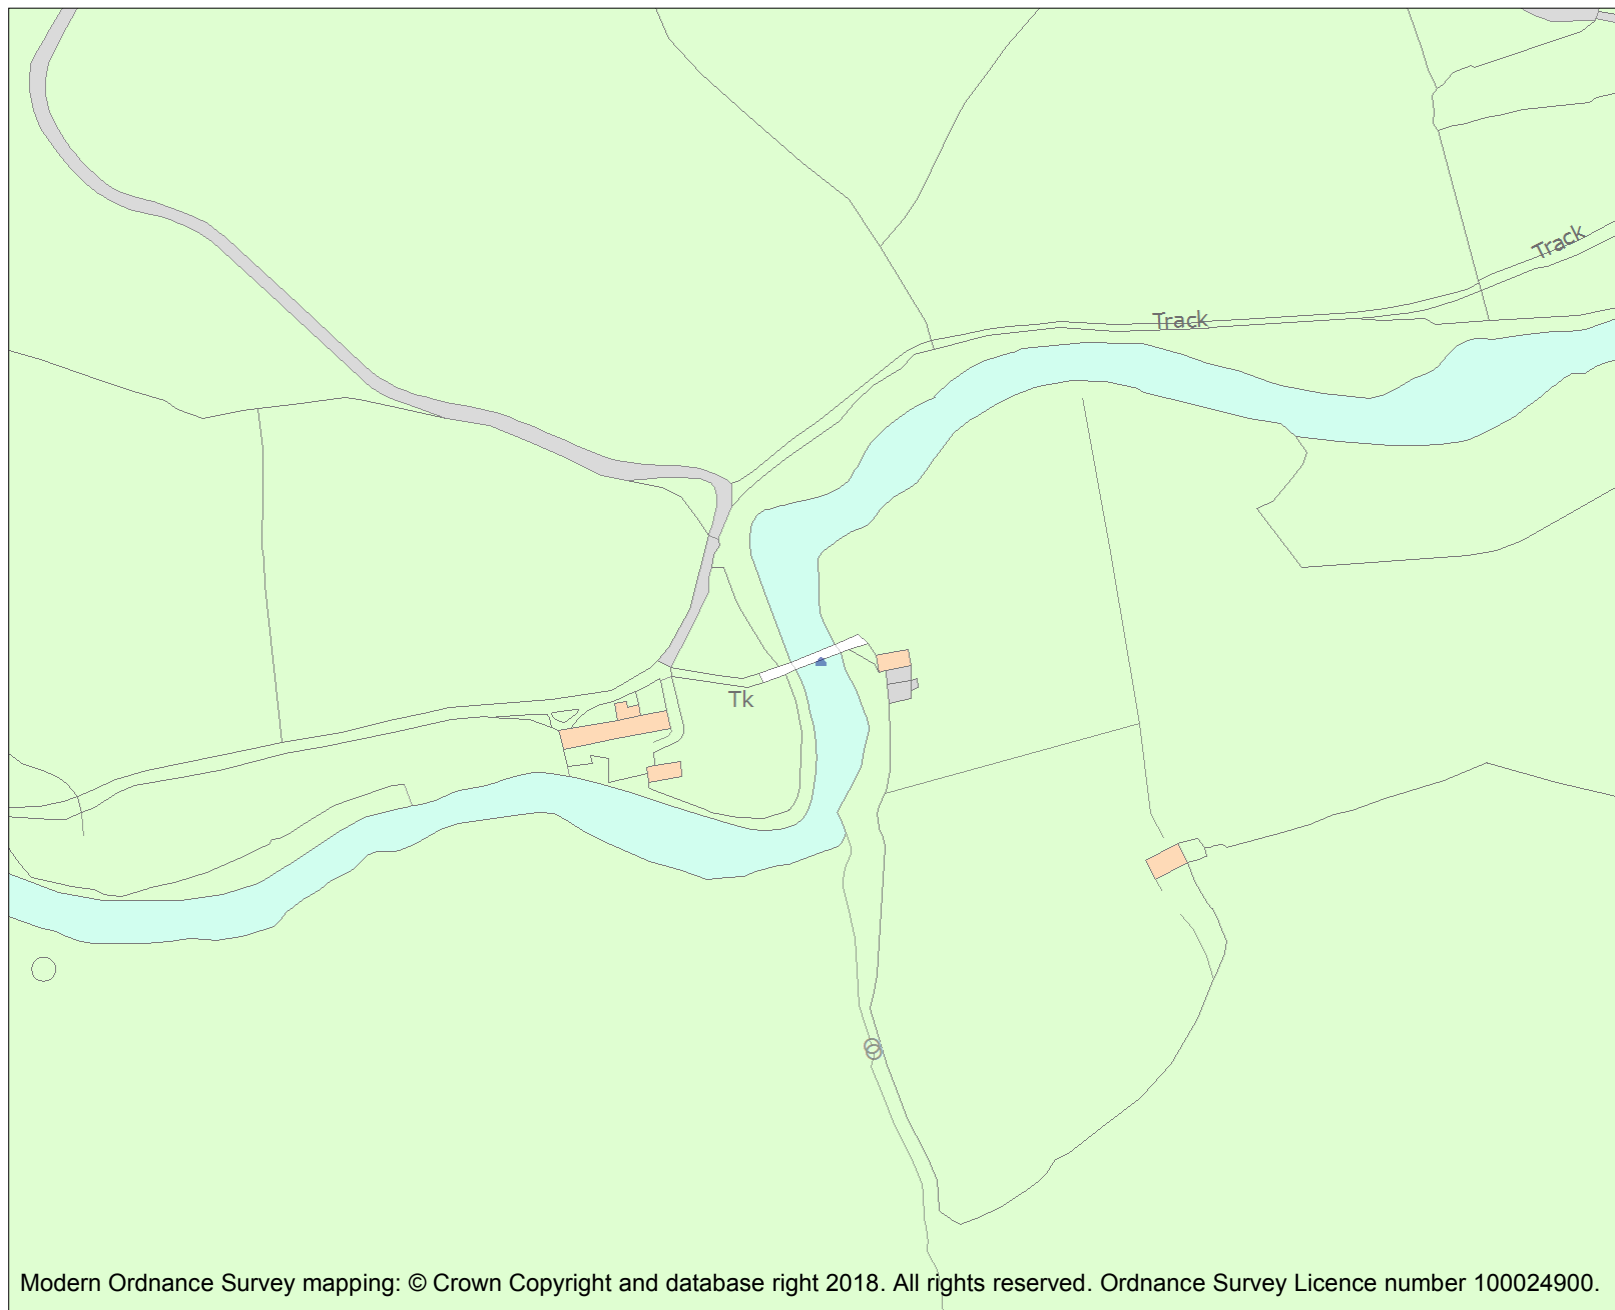 Track
Track
Tk
Modern Ordnance Survey mapping: © Crown Copyright and database right 2018. All rights reserved. Ordnance Survey Licence number 100024900.